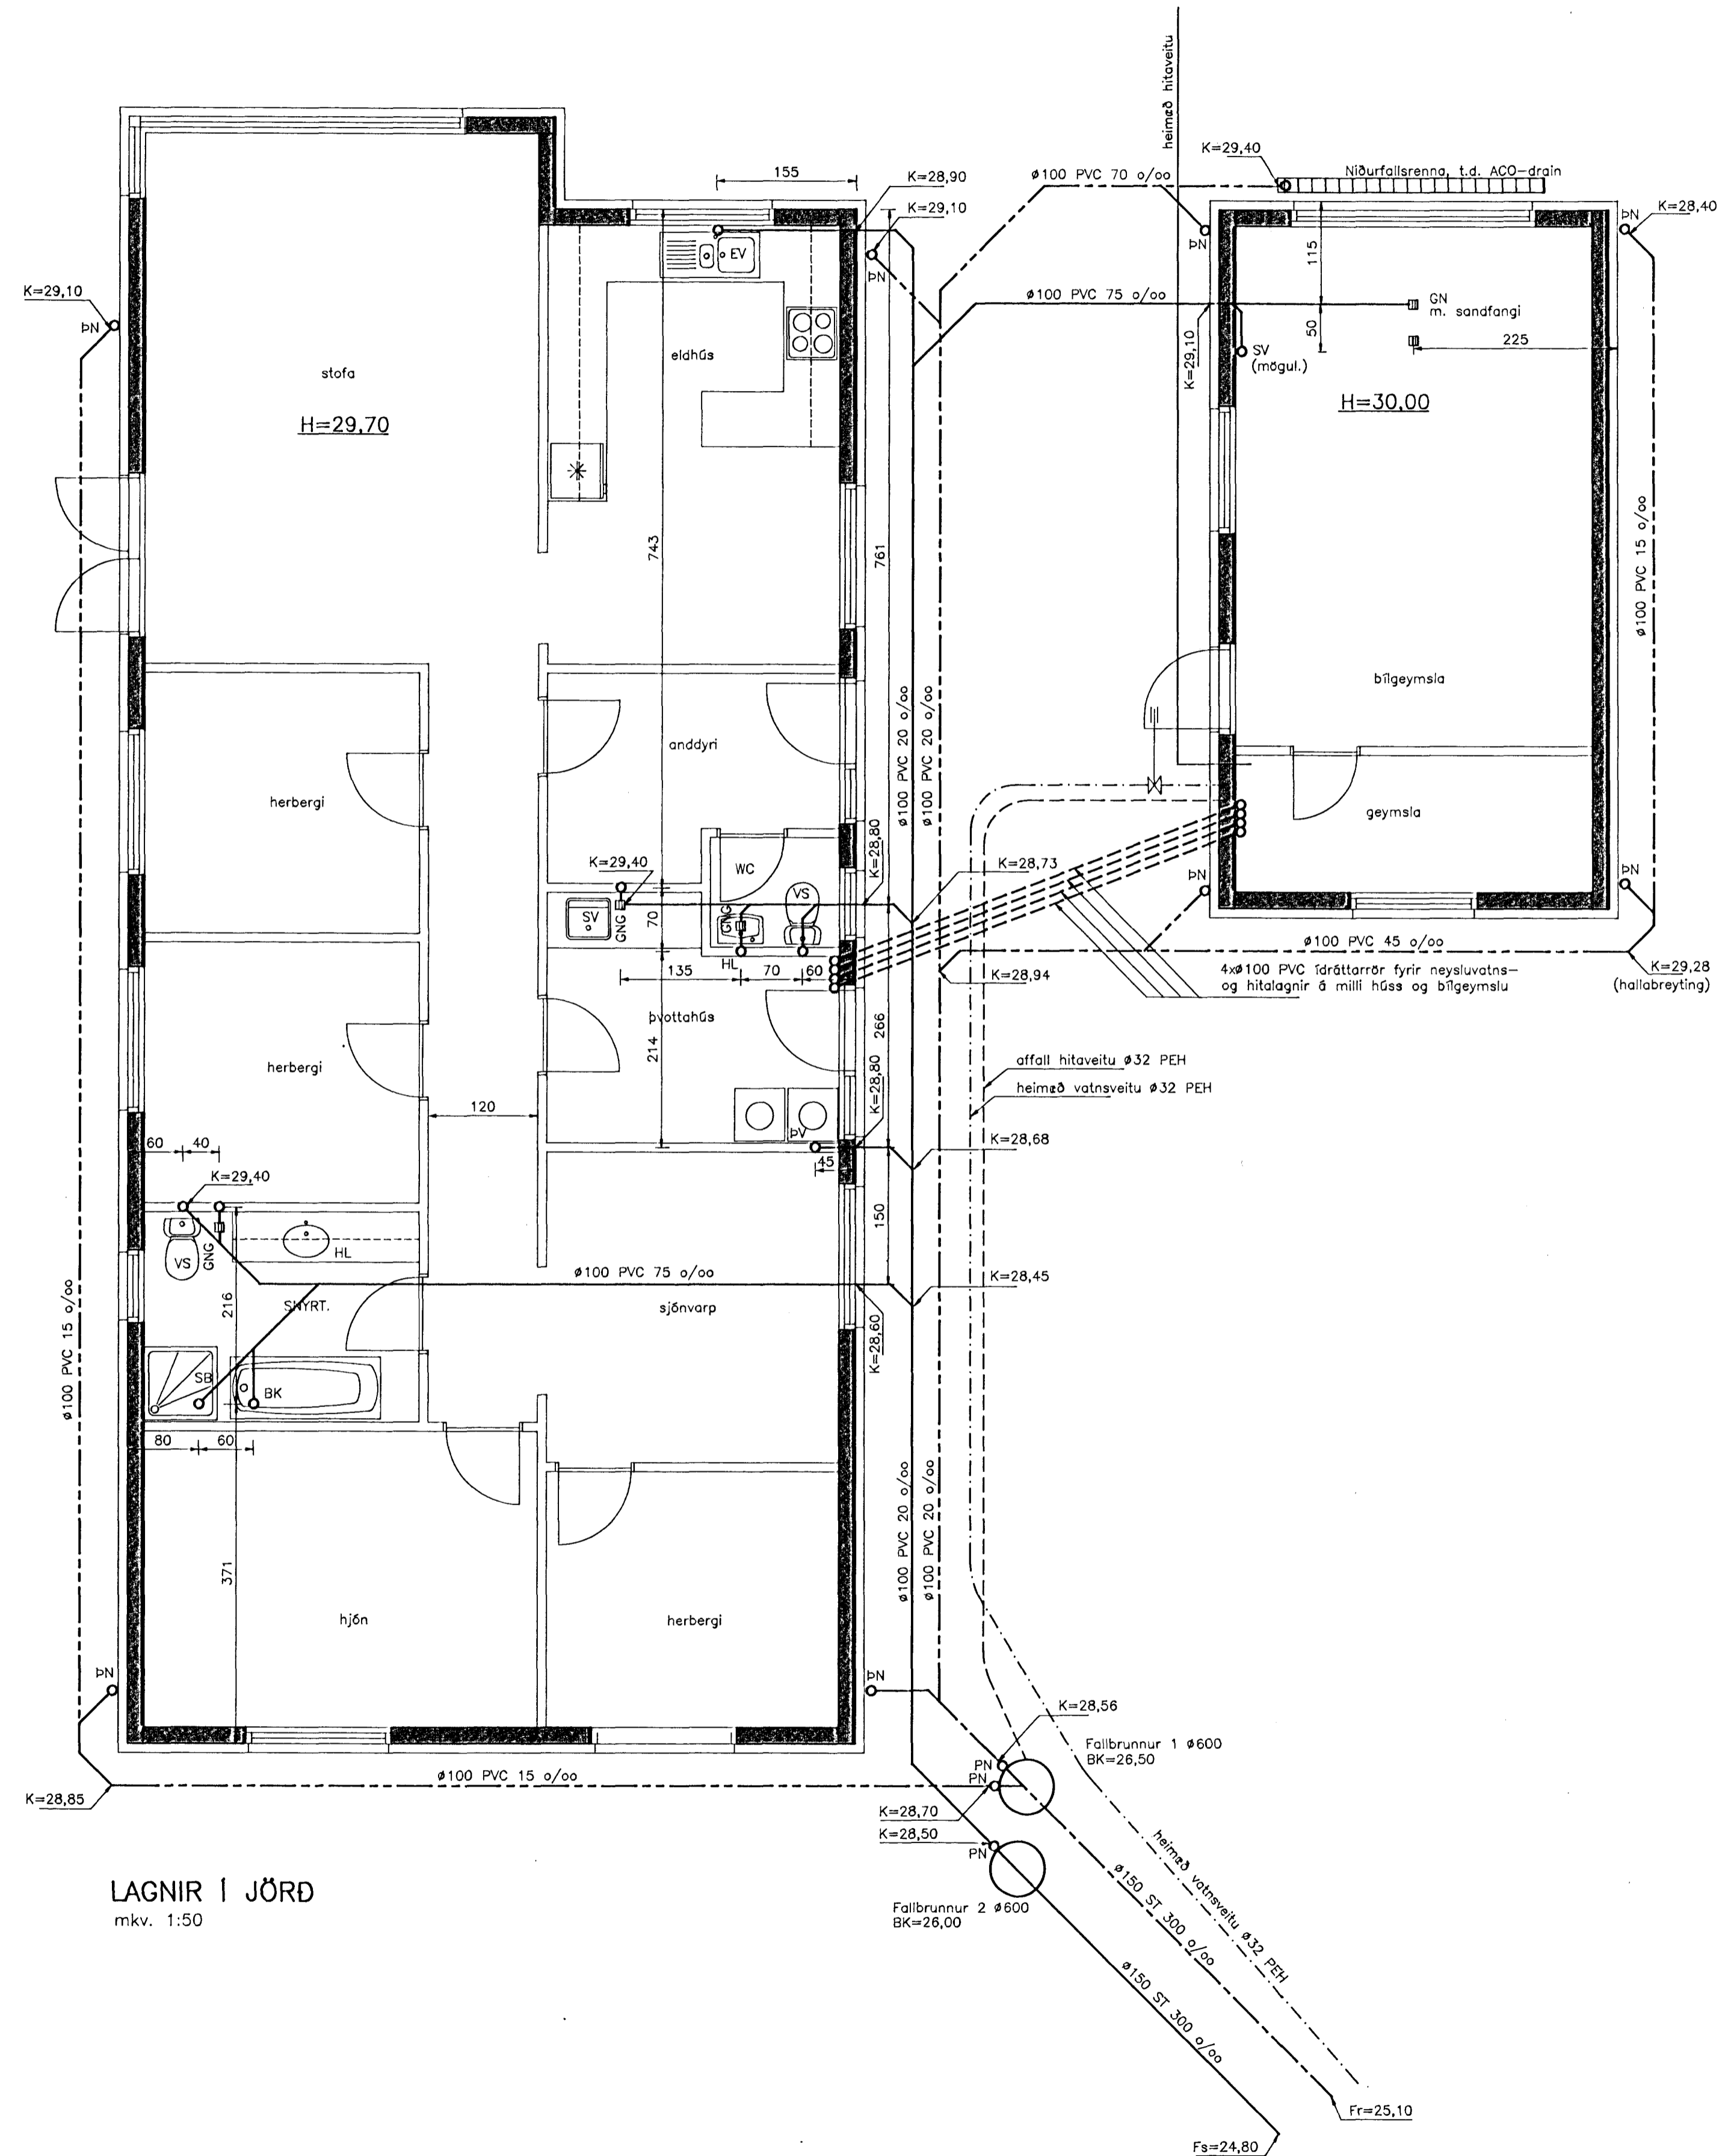 heimæð hitaveitu
K=29,40
Niðurfallsrenna, t.d. ACO-drain
155
K=28,90
K=29,10
ø100 PVC 70 o/oo
ÞN
ÞN
K=28,40
EV
ÞN
K=29,10
ÞN
stofa
H=29,70
eldhús
ø100 PVC 75 o/oo
K=29,10
115
50
GN
m. sandfangi
225
SV
(mögul.)
H=30,00
743
761
ø100 PVC 15 o/oo
ø100 PVC 20 o/oo
ø100 PVC 20 o/oo
bílgeymsla
anddyri
herbergi
geymsla
K=29,40
WC
VS
K=28,80
K=28,73
ÞN
ÞN
SV
GNG
70
GNG
HL
135
70
60
K=28,94
ø100 PVC 45 o/oo
4xø100 PVC ídráttarrör fyrir neysluvatns-
og hitalagnir á milli húss og bílgeymslu
K=29,28
(hallabreyting)
þvottahús
214
266
K=28,80
herbergi
120
affall hitaveitu ø32 PEH
heimæð vatnsveitu ø32 PEH
ÞV
45
K=28,68
60
40
K=29,40
VS
GNG
HL
150
ø100 PVC 75 o/oo
K=28,45
216
SNYRT.
sjónvarp
K=28,60
ø100 PVC 15 o/oo
SB
BK
80
60
371
ø100 PVC 20 o/oo
ø100 PVC 20 o/oo
hjón
herbergi
ÞN
ÞN
K=28,56
Fallbrunnur 1 ø600
BK=26,50
PN
PN
ø100 PVC 15 o/oo
K=28,85
K=28,70
K=28,50
PN
Fallbrunnur 2 ø600
BK=26,00
heimæð vatnsveitu ø32 PEH
ø150 ST 300 o/oo
ø150 ST 300 o/oo
LAGNIR Í JÖRÐ
mkv. 1:50
Fr=25,10
Fs=24,80